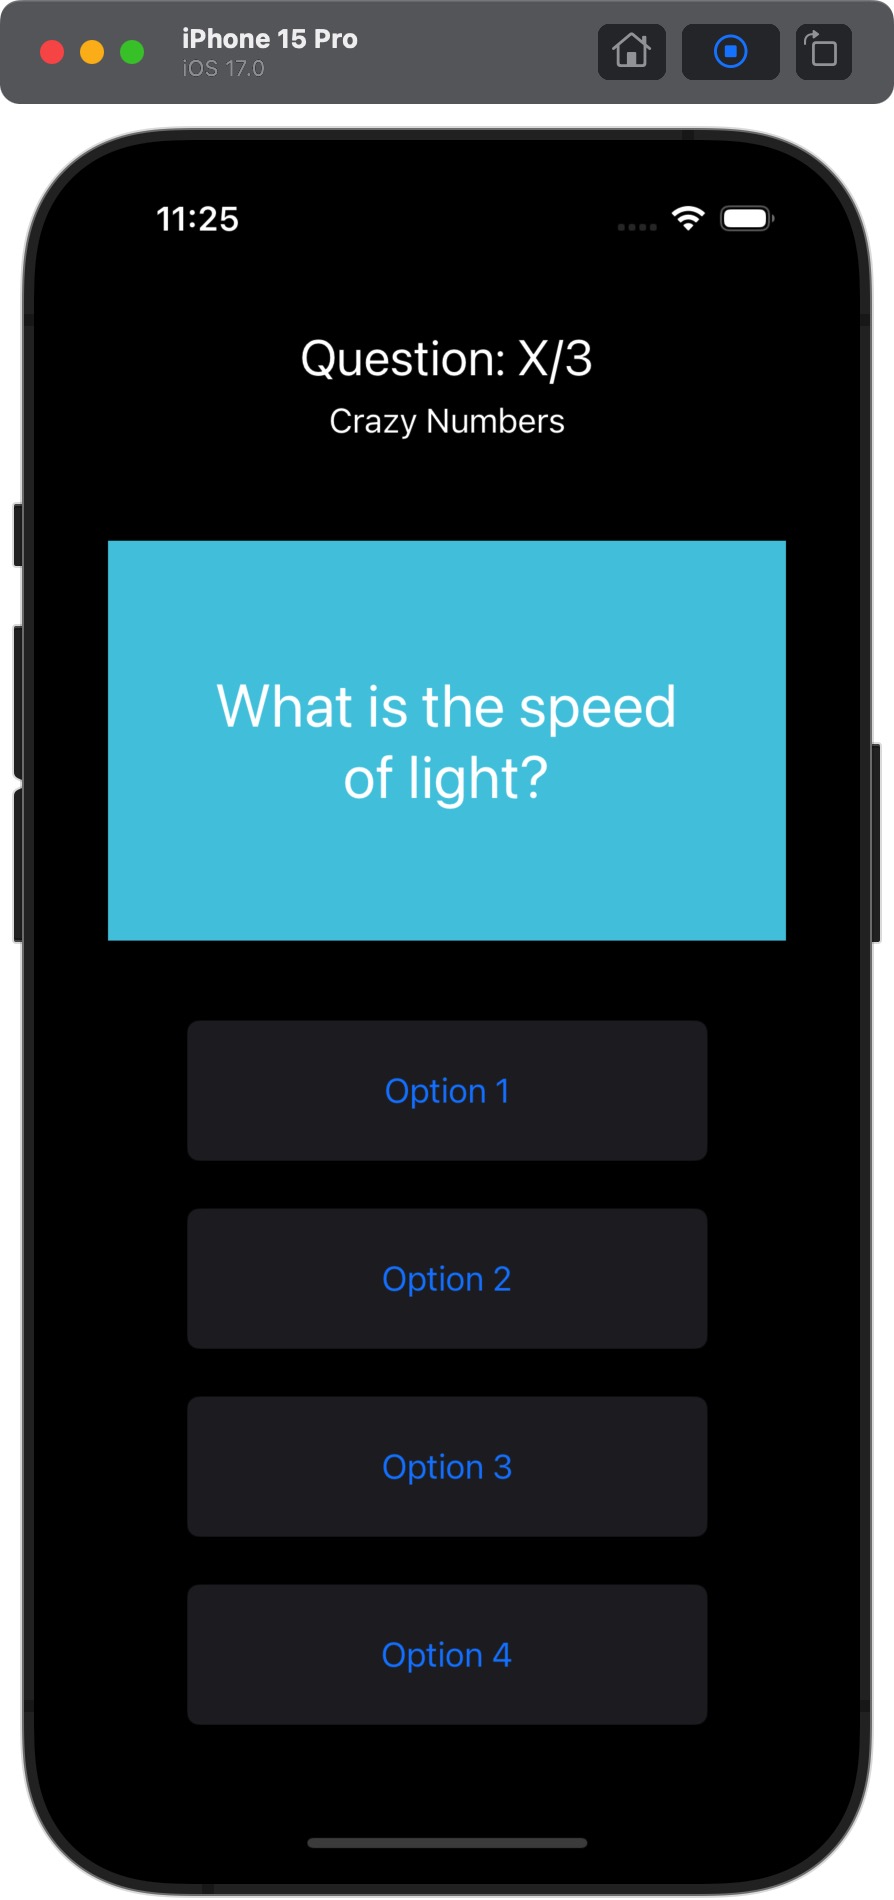 iPhone 15 Pro
iOS 17.0
11:25
Question: X/3
Crazy Numbers
What is the speed
of light?
Option 1
Option 2
Option 3
Option 4